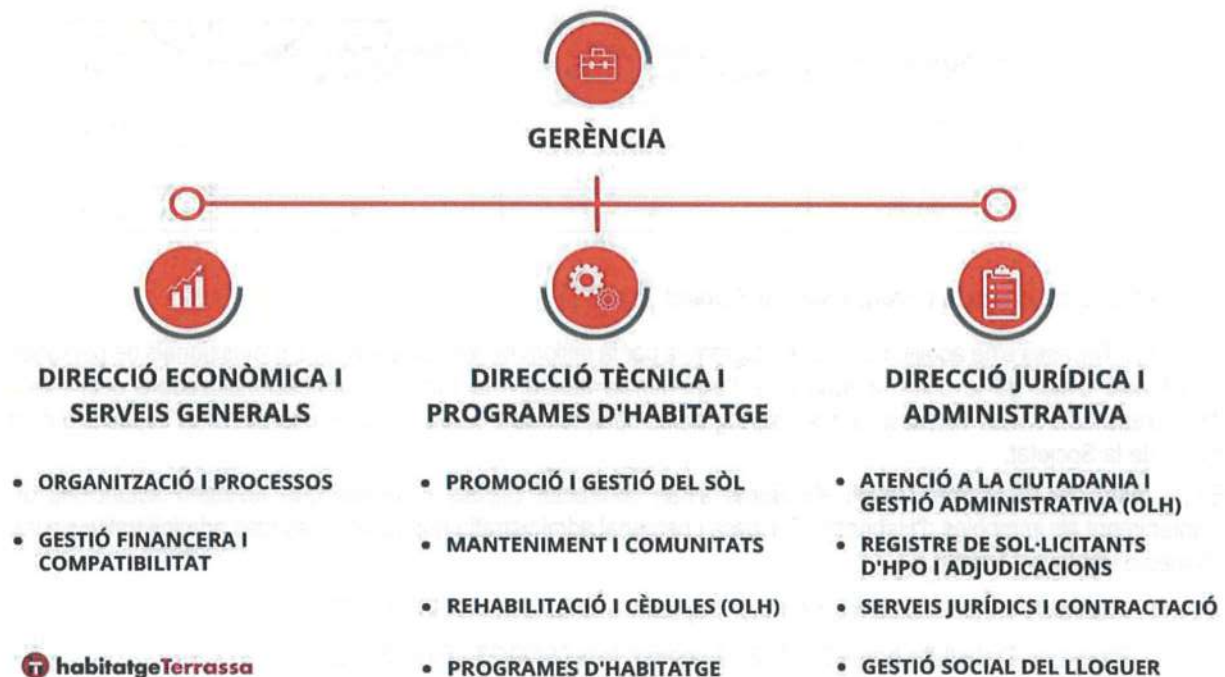 GERÈNCIA
DIRECCIÓ ECONÒMICA I
SERVEIS GENERALS
• ORGANITZACIÓ I PROCESSOS
• GESTIÓ FINANCERA I
COMPATIBILITAT
DIRECCIÓ TÈCNICA I
PROGRAMES D'HABITATGE
• PROMOCIÓ I GESTIÓ DEL SÒL
• MANTENIMENT I COMUNITATS
• REHABILITACIÓ I CÈDULES (OLH)
• PROGRAMES D'HABITATGE
DIRECCIÓ JURÍDICA I
ADMINISTRATIVA
• ATENCIÓ A LA CIUTADANIA I
GESTIÓ ADMINISTRATIVA (OLH)
• REGISTRE DE SOL·LICITANTS
D'HPO I ADJUDICACIONS
• SERVEIS JURÍDICS I CONTRACTACIÓ
• GESTIÓ SOCIAL DEL LLOGUER
habitatgeTerrassa